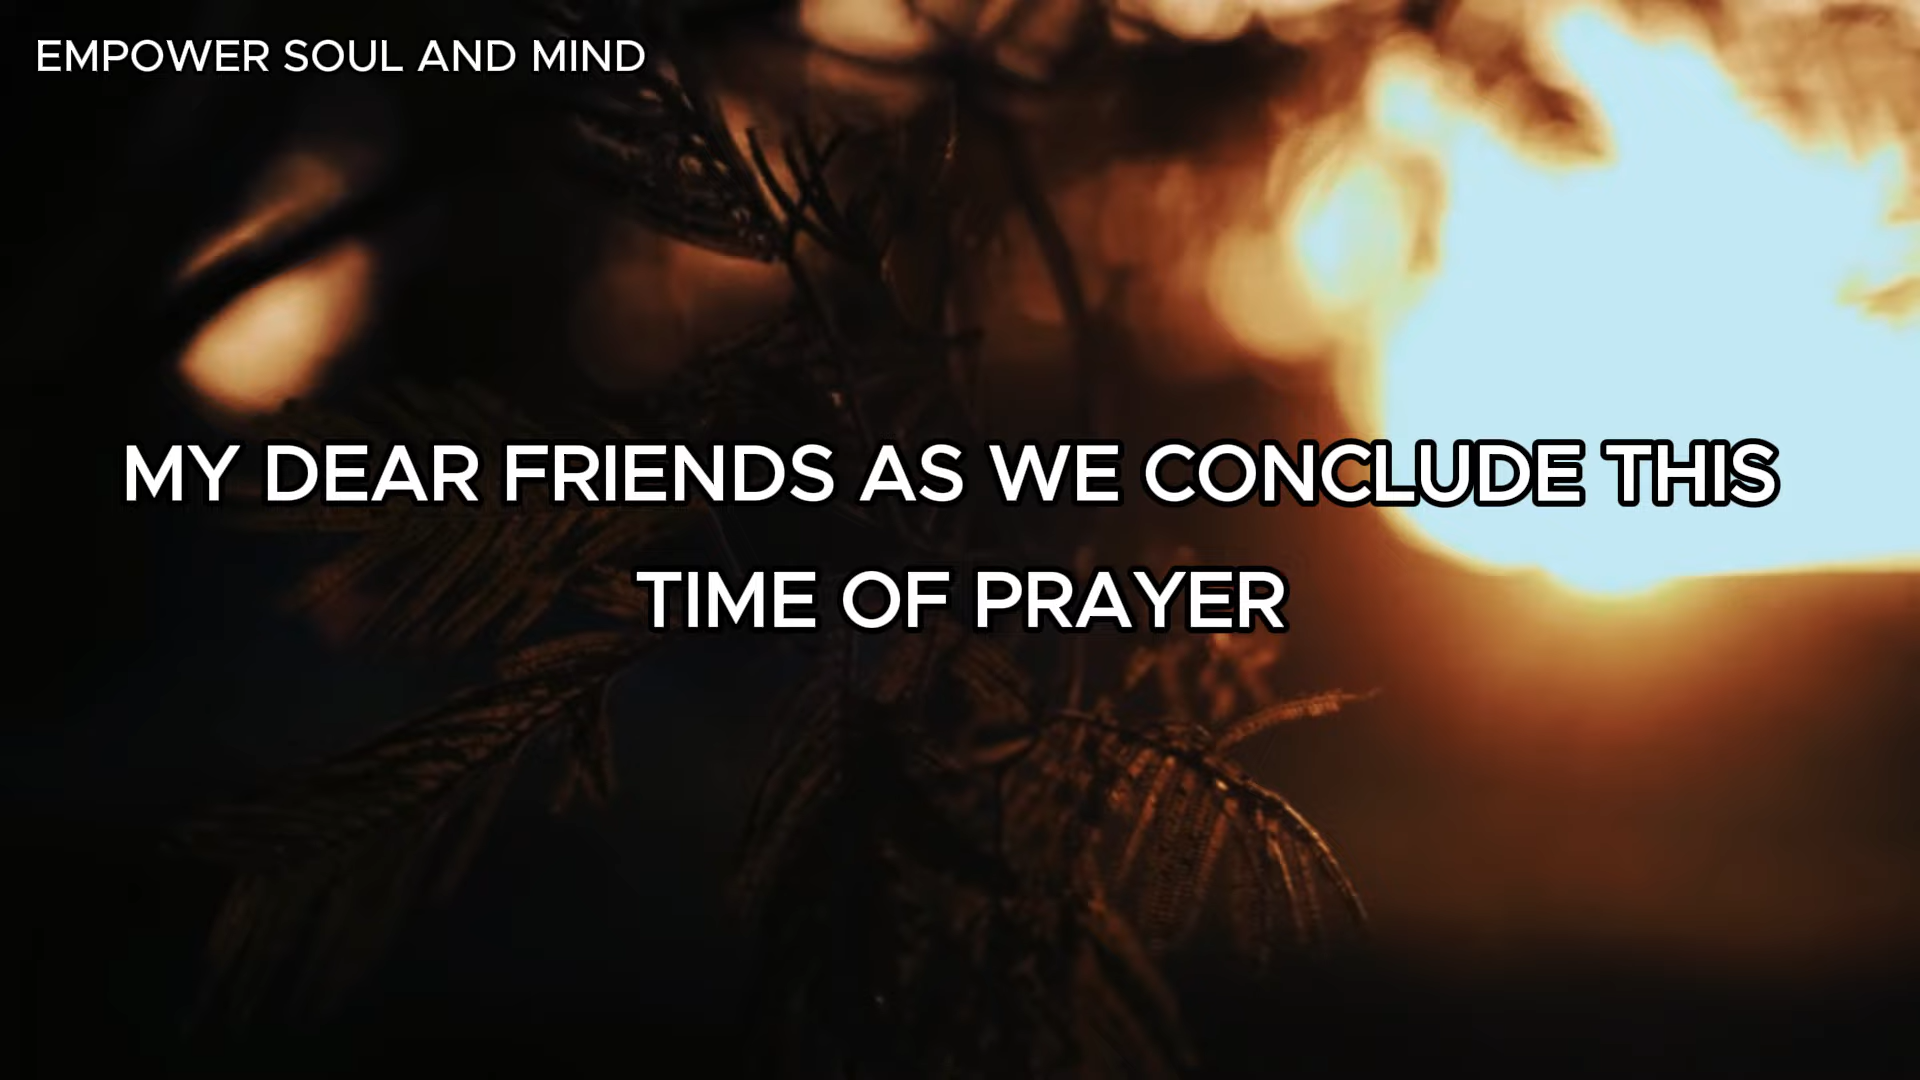 EMPOWER SOUL AND MIND
MY DEAR FRIENDS AS WE CONCLUDE THIS
TIME OF PRAYER